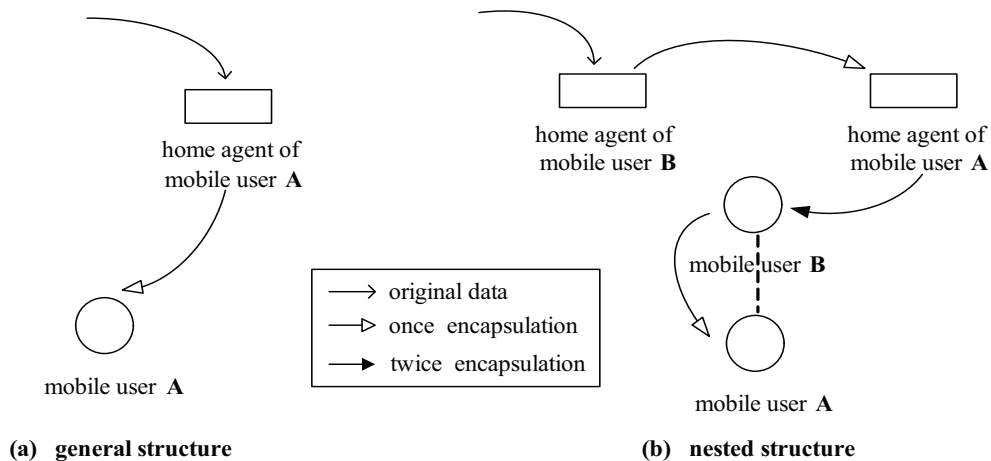 home agent of
mobile user A
mobile user A
(a) general structure
original data
once encapsulation
twice encapsulation
home agent of
mobile user B
home agent of
mobile user A
mobile user B
mobile user A
(b) nested structure